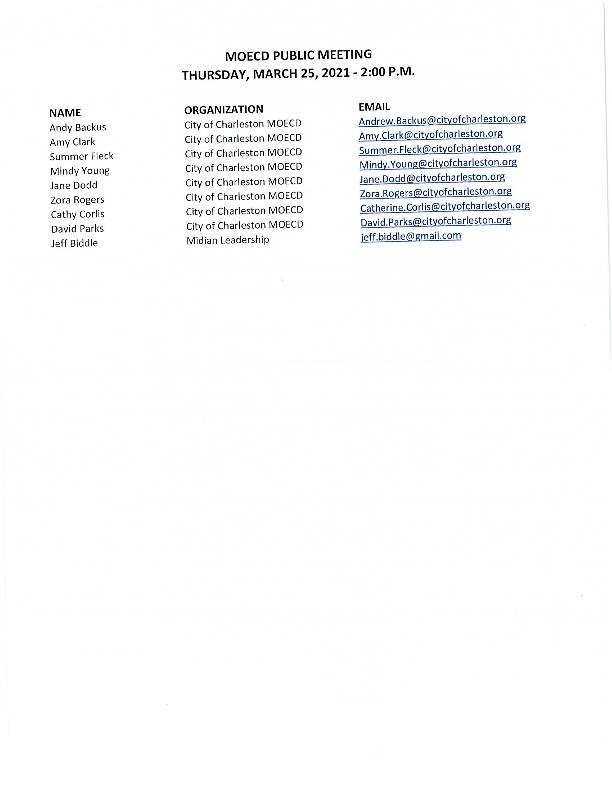 MOECD PUBLIC MEETING
THURSDAY, MARCH 25, 2021 - 2:00 P.M.
NAME ORGANIZATION EMAIL
Andy Backus City of Charleston MOECD Andrew.Backus@cityofcharleston.org
Amy Clark City of Charleston MOECD Amy.Clark@cityofcharleston.org
Summer Fleck City of Charleston MOECD Summer.Fleck@cityofcharleston.org
Mindy Young City of Charleston MOECD Mindy.Young@cityofcharleston.org
Jane Dodd City of Charleston MOECD Jane.Dodd@cityofcharleston.org
Zora Rogers City of Charleston MOECD Zora.Rogers@cityofcharleston.org
Cathy Corlis City of Charleston MOECD Catherine.Corlis@cityofcharleston.org
David Parks City of Charleston MOECD David.Parks@cityofcharleston.org
Jeff Biddle Midian Leadership jeff.biddle@gmail.com